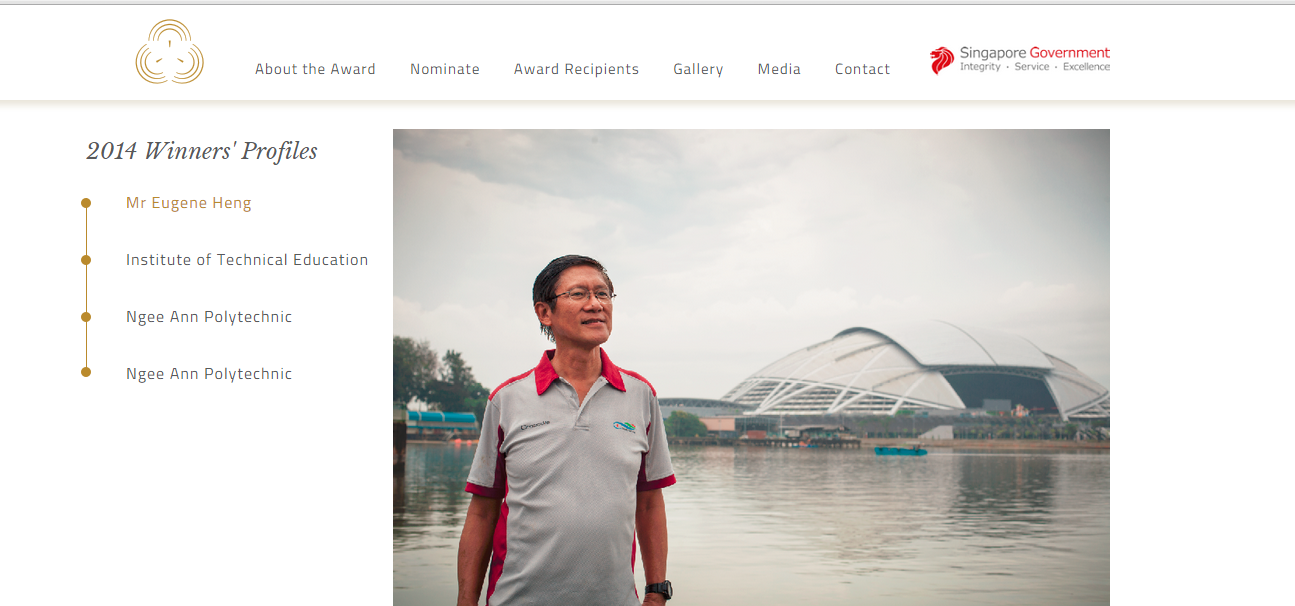 About the Award Nominate Award Recipients Gallery Media Contact
Singapore Government
Integrity · Service · Excellence
2014 Winners' Profiles
Mr Eugene Heng
Institute of Technical Education
Ngee Ann Polytechnic
Ngee Ann Polytechnic